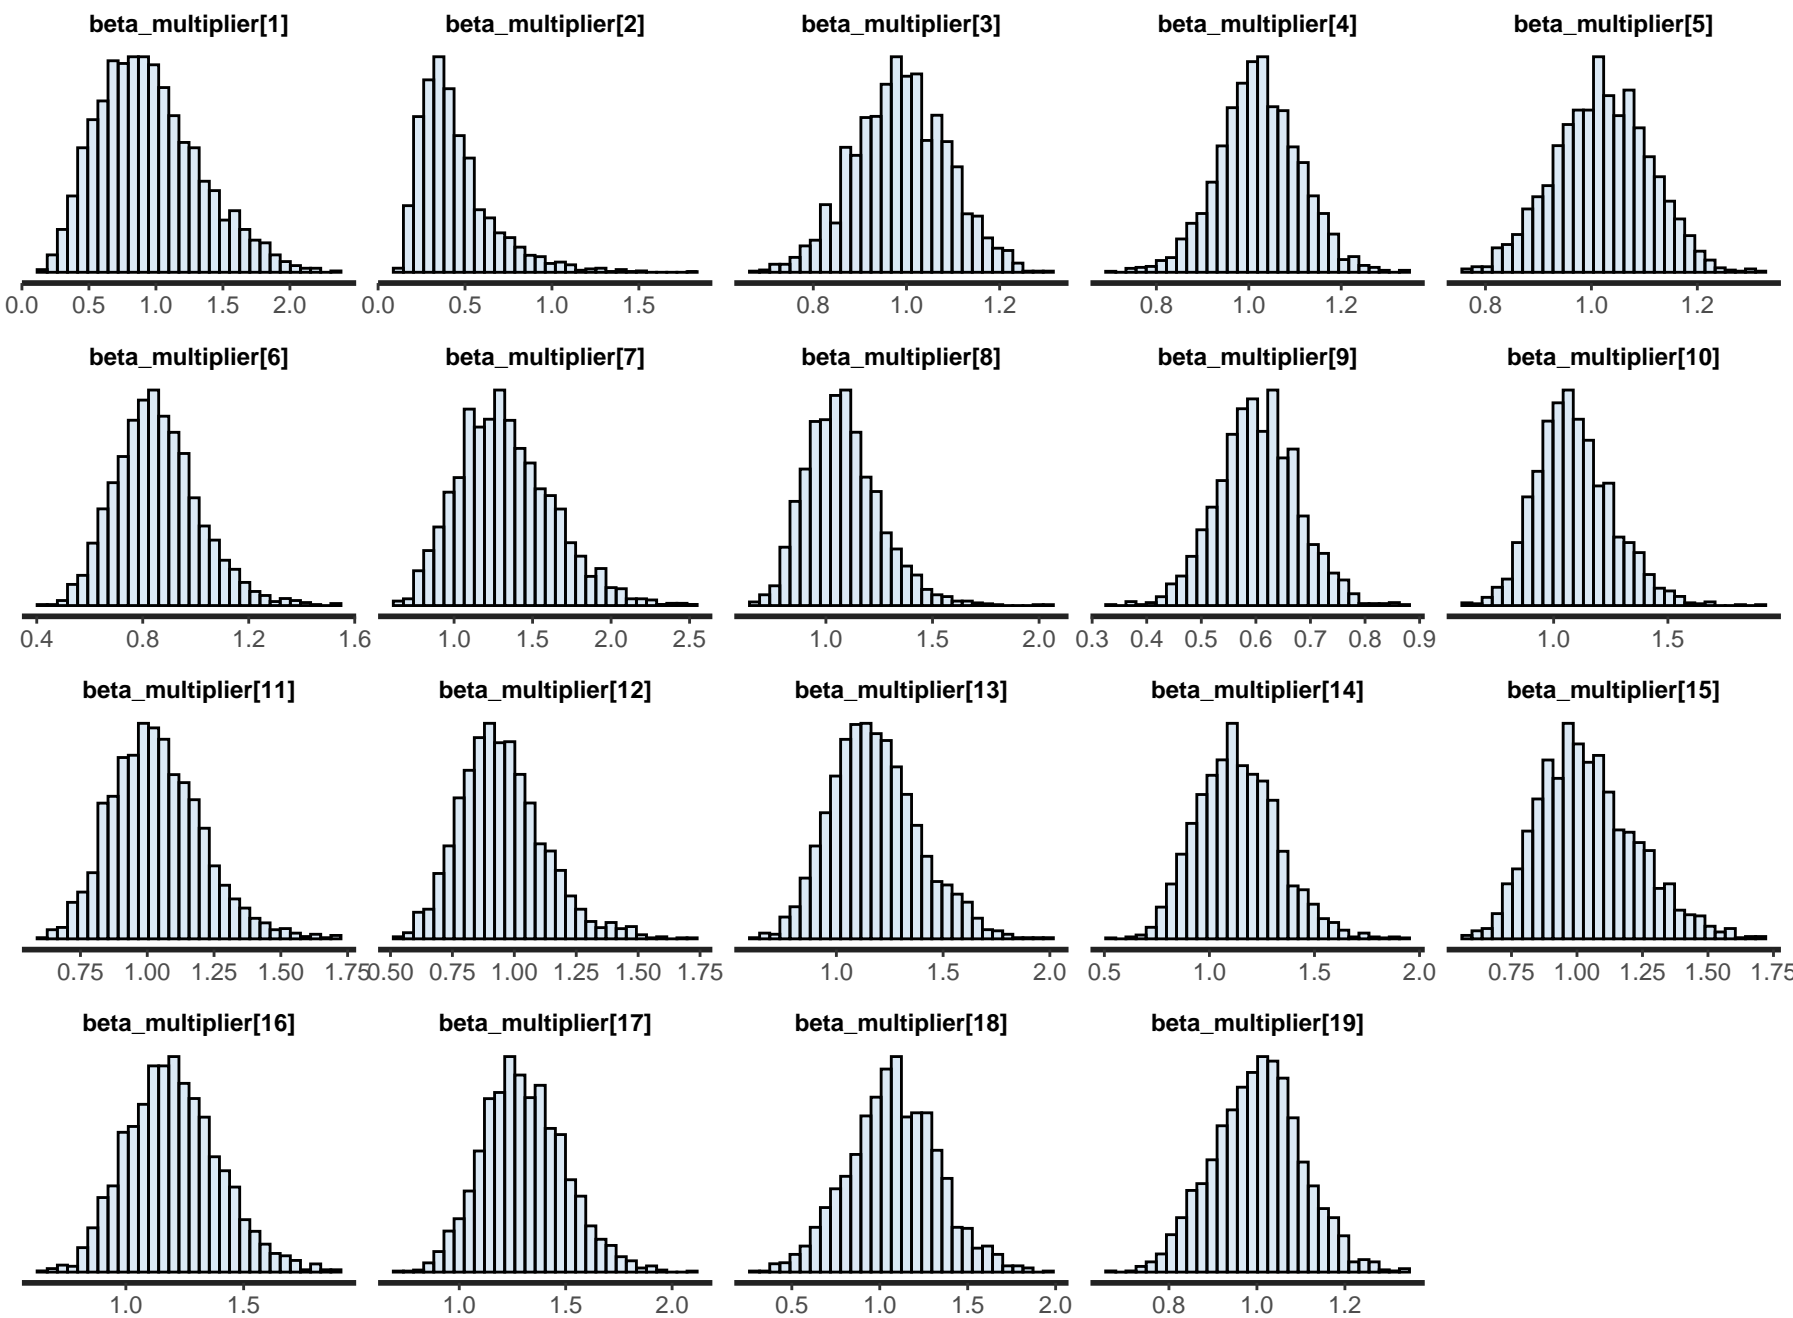 beta_multiplier[1] beta_multiplier[2] beta_multiplier[3] beta_multiplier[4] beta_multiplier[5]
0.0 0.5 1.0 1.5 2.0 0.0 0.5 1.0 1.5 0.8 1.0 1.2 0.8 1.0 1.2 0.8 1.0 1.2
beta_multiplier[6] beta_multiplier[7] beta_multiplier[8] beta_multiplier[9] beta_multiplier[10]
0.4 0.8 1.2 1.6 1.0 1.5 2.0 2.5 1.0 1.5 2.0 0.3 0.4 0.5 0.6 0.7 0.8 0.9 1.0 1.5
beta_multiplier[11] beta_multiplier[12] beta_multiplier[13] beta_multiplier[14] beta_multiplier[15]
0.75 1.00 1.25 1.50 1.75 0.50 0.75 1.00 1.25 1.50 1.75 1.0 1.5 2.0 0.5 1.0 1.5 2.0 0.75 1.00 1.25 1.50 1.75
beta_multiplier[16] beta_multiplier[17] beta_multiplier[18] beta_multiplier[19]
1.0 1.5 1.0 1.5 2.0 0.5 1.0 1.5 2.0 0.8 1.0 1.2